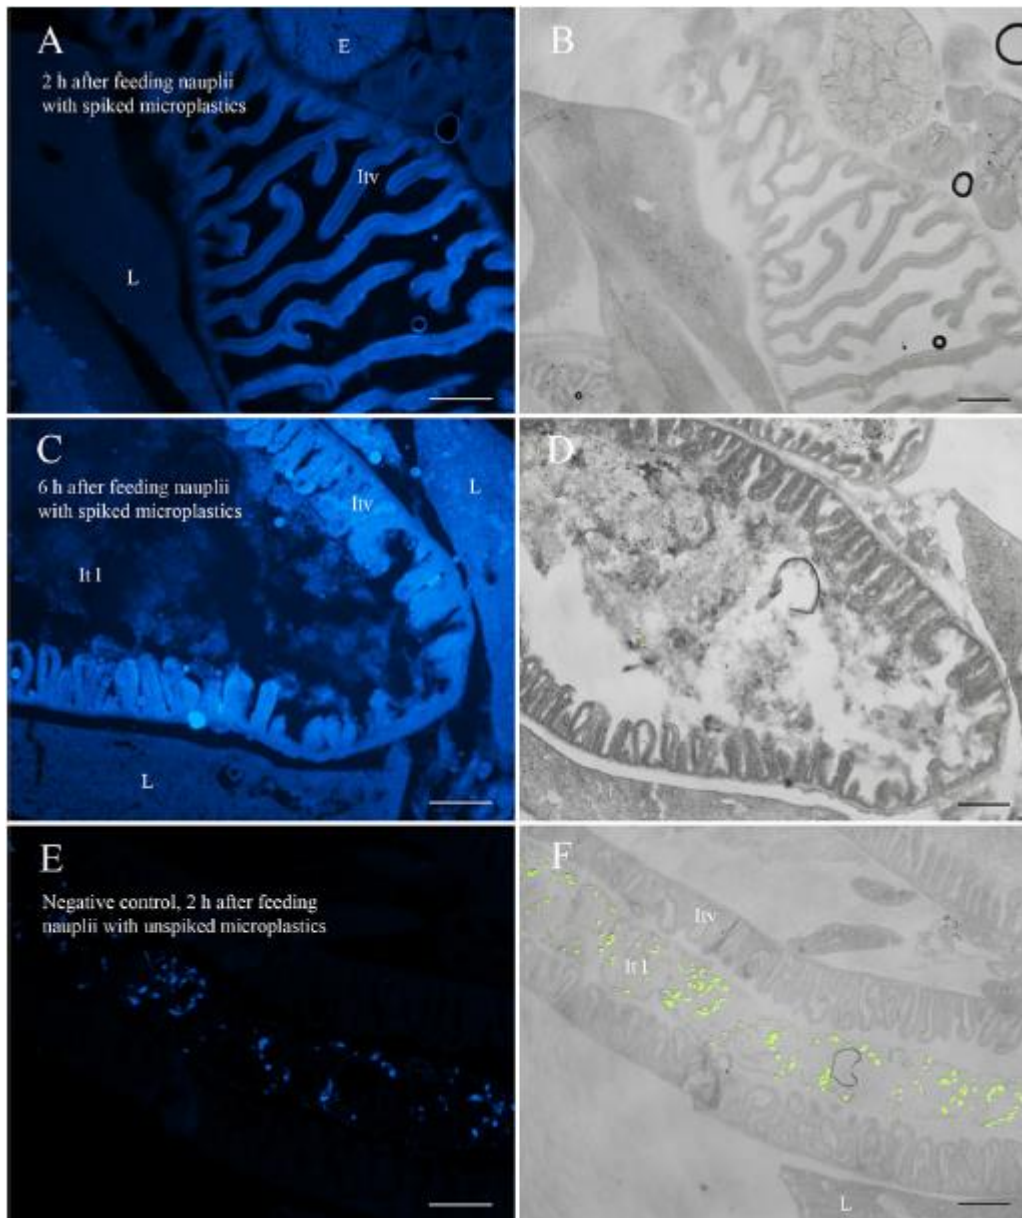 A
E
2 h after feeding nauplii
with spiked microplastics
Itv
L
B
C
6 h after feeding nauplii
with spiked microplastics
Itv
L
It l
L
D
E
Negative control, 2 h after feeding
nauplii with unspiked microplastics
F
Itv
It l
L